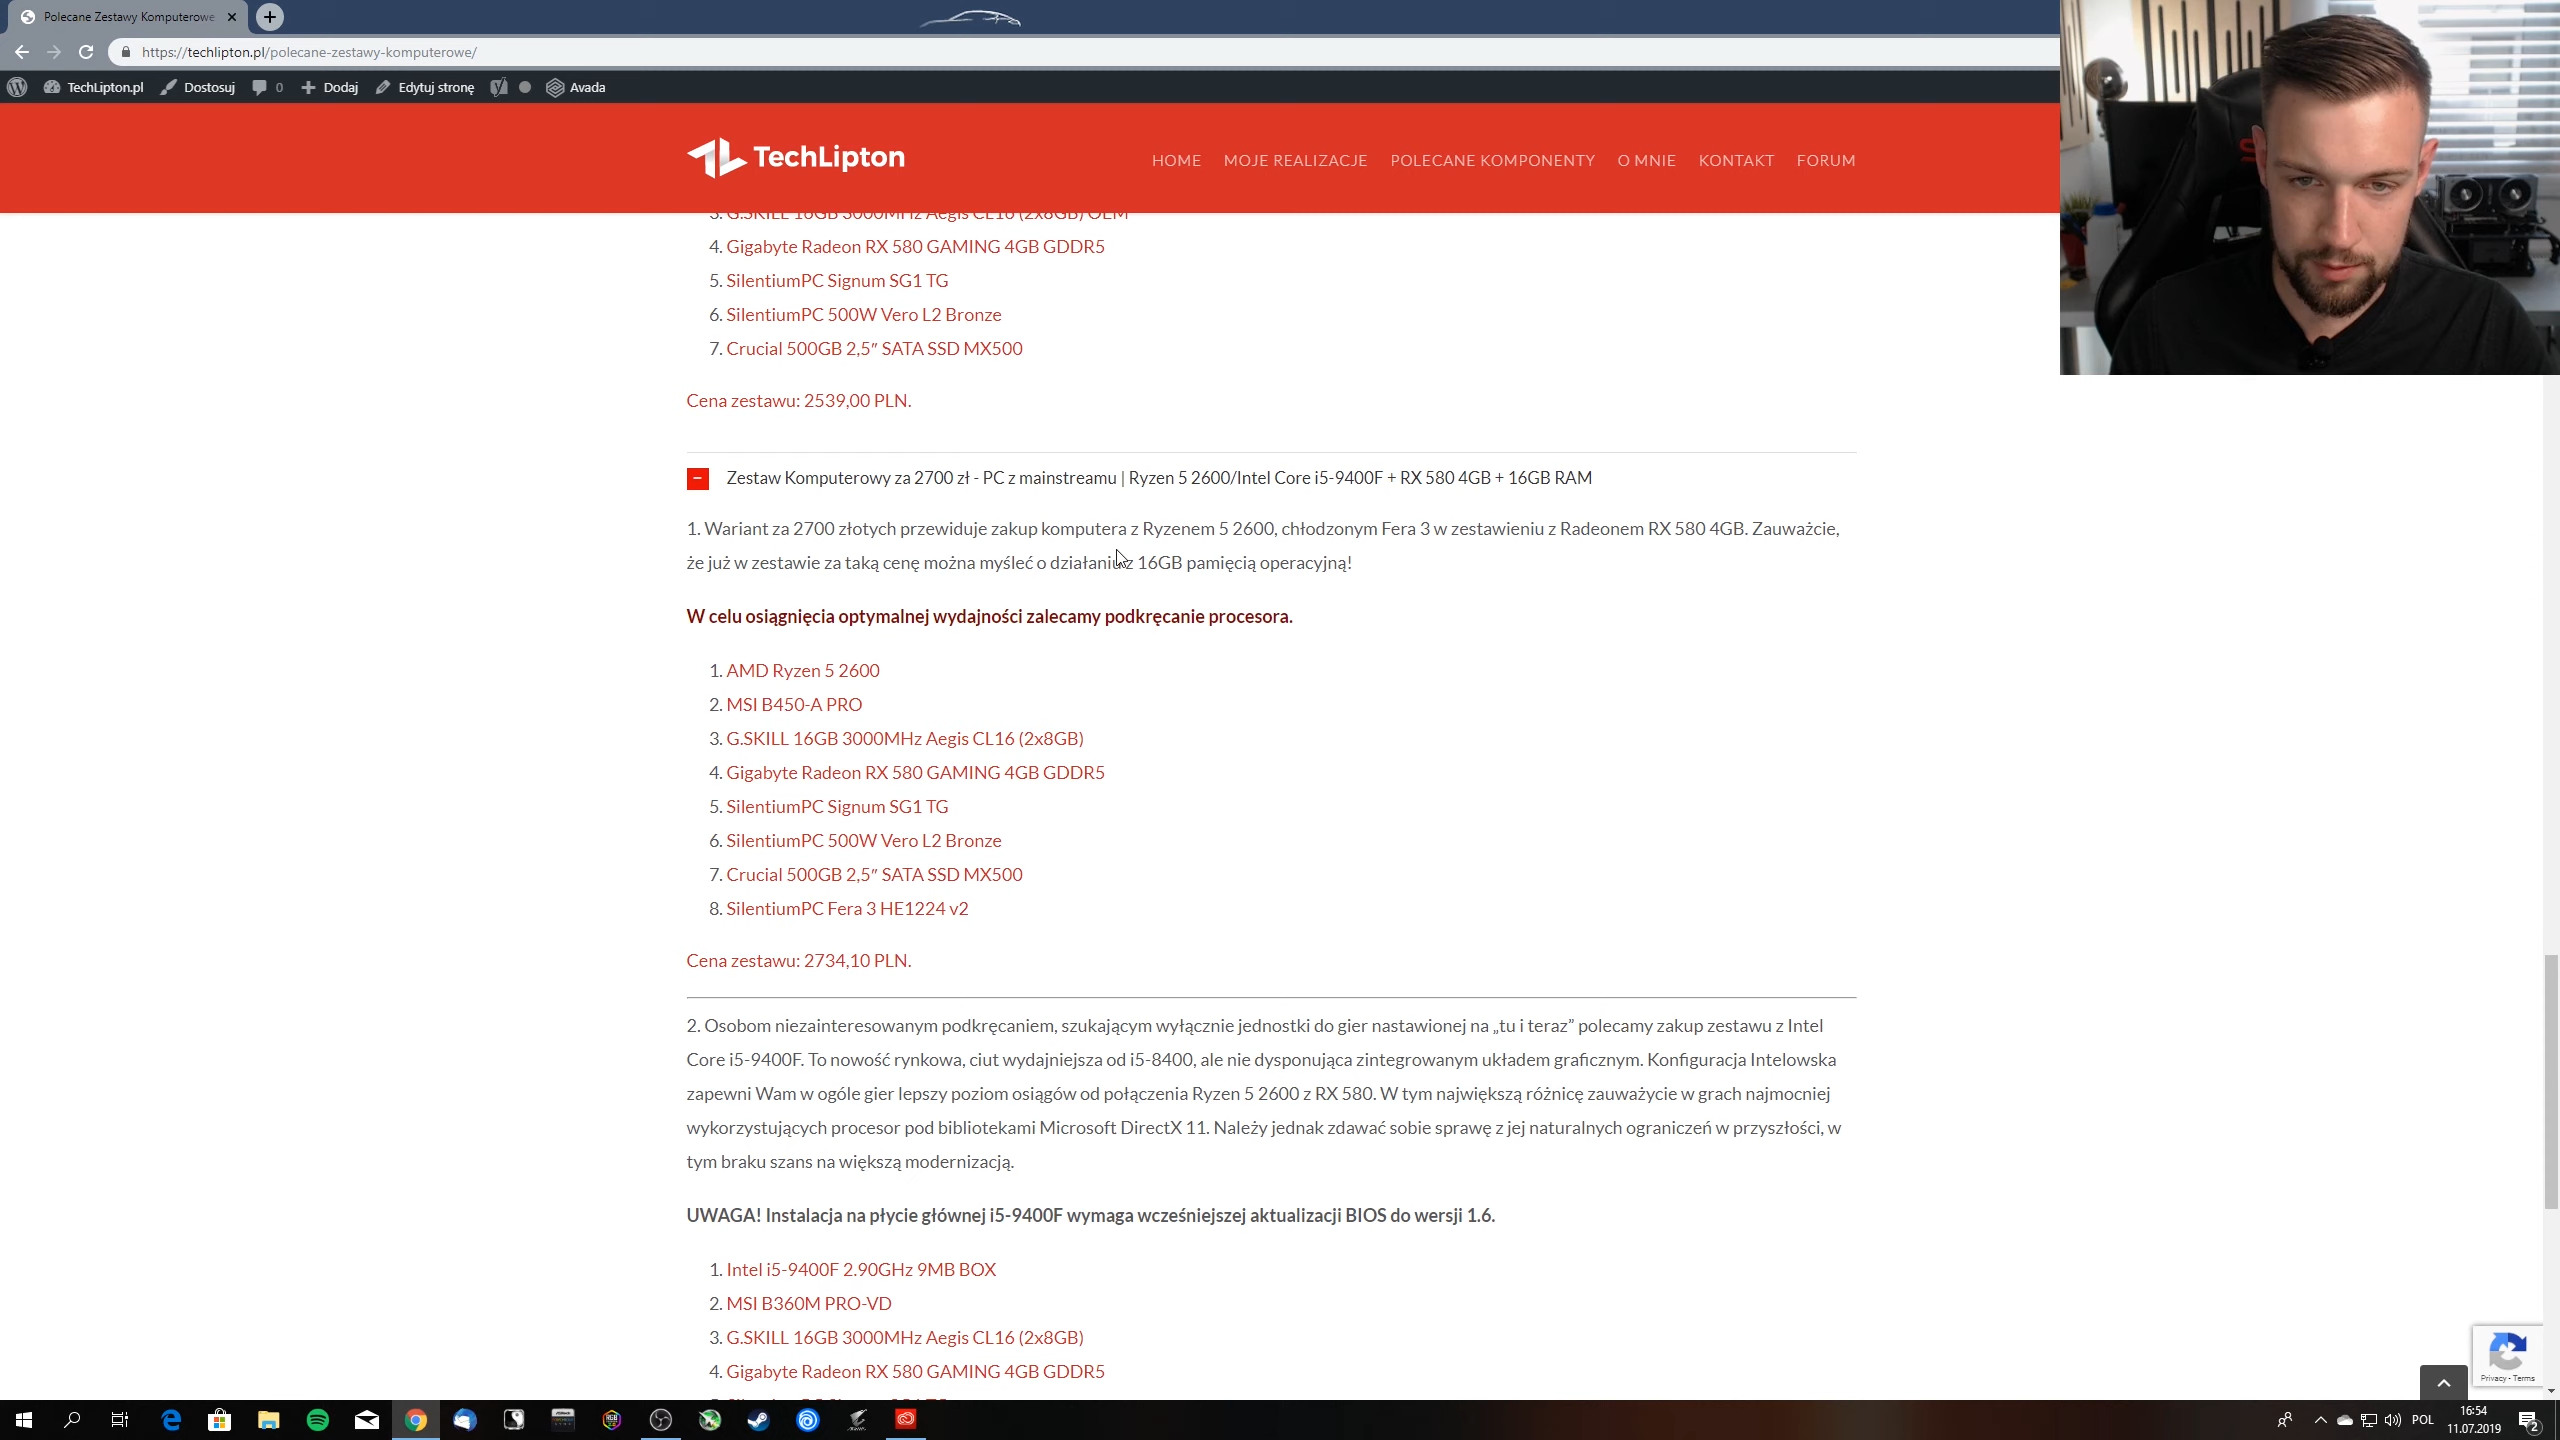 Polecane Zestawy Komputerowe
https://techlipton.pl/polecane-zestawy-komputerowe/
TechLipton.pl Dostosuj 0 Dodaj Edytuj stronę Avada
TechLipton
HOME MOJE REALIZACJE POLECANE KOMPONENTY O MNIE KONTAKT FORUM
3. G.SKILL 16GB 3000MHz Aegis CL16 (2x8GB) OEM
4. Gigabyte Radeon RX 580 GAMING 4GB GDDR5
5. SilentiumPC Signum SG1 TG
6. SilentiumPC 500W Vero L2 Bronze
7. Crucial 500GB 2,5″ SATA SSD MX500
Cena zestawu: 2539,00 PLN.
Zestaw Komputerowy za 2700 zł - PC z mainstreamu | Ryzen 5 2600/Intel Core i5-9400F + RX 580 4GB + 16GB RAM
1. Wariant za 2700 złotych przewiduje zakup komputera z Ryzenem 5 2600, chłodzonym Fera 3 w zestawieniu z Radeonem RX 580 4GB. Zauważcie,
że już w zestawie za taką cenę można myśleć o działaniu z 16GB pamięcią operacyjną!
W celu osiągnięcia optymalnej wydajności zalecamy podkręcanie procesora.
1. AMD Ryzen 5 2600
2. MSI B450-A PRO
3. G.SKILL 16GB 3000MHz Aegis CL16 (2x8GB)
4. Gigabyte Radeon RX 580 GAMING 4GB GDDR5
5. SilentiumPC Signum SG1 TG
6. SilentiumPC 500W Vero L2 Bronze
7. Crucial 500GB 2,5″ SATA SSD MX500
8. SilentiumPC Fera 3 HE1224 v2
Cena zestawu: 2734,10 PLN.
2. Osobom niezainteresowanym podkręcaniem, szukającym wyłącznie jednostki do gier nastawionej na „tu i teraz” polecamy zakup zestawu z Intel
Core i5-9400F. To nowość rynkowa, ciut wydajniejsza od i5-8400, ale nie dysponująca zintegrowanym układem graficznym. Konfiguracja Intelowska
zapewni Wam w ogóle gier lepszy poziom osiągów od połączenia Ryzen 5 2600 z RX 580. W tym największą różnicę zauważycie w grach najmocniej
wykorzystujących procesor pod bibliotekami Microsoft DirectX 11. Należy jednak zdawać sobie sprawę z jej naturalnych ograniczeń w przyszłości, w
tym braku szans na większą modernizacją.
UWAGA! Instalacja na płycie głównej i5-9400F wymaga wcześniejszej aktualizacji BIOS do wersji 1.6.
1. Intel i5-9400F 2.90GHz 9MB BOX
2. MSI B360M PRO-VD
3. G.SKILL 16GB 3000MHz Aegis CL16 (2x8GB)
4. Gigabyte Radeon RX 580 GAMING 4GB GDDR5
Privacy - Terms
POL
16:54
11.07.2019
2